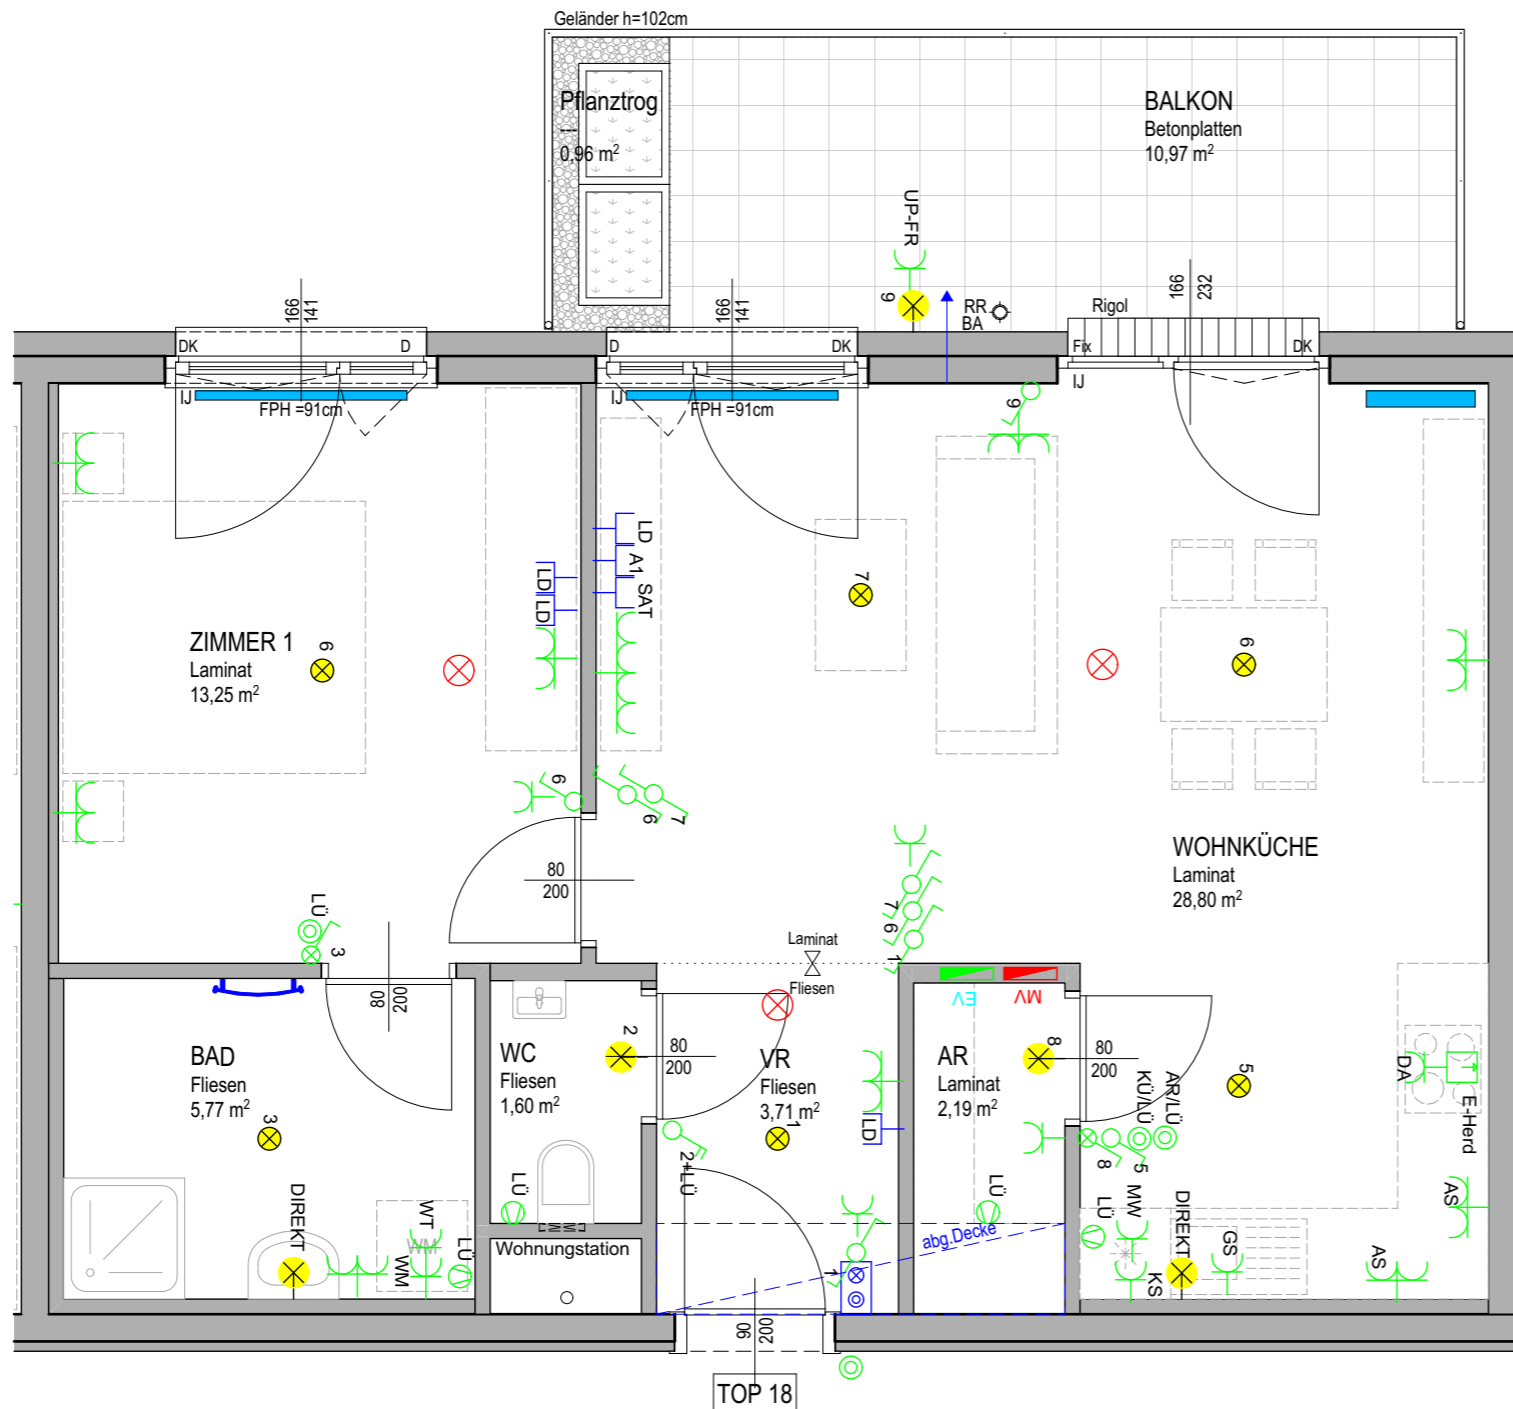 Geländer h=102cm
Pflanztrog
---
0,96 m²
BALKON
Betonplatten
10,97 m²
UP-FR
9
RR
BA
Rigol
166
232
166
141
166
141
DK
D
D
DK
Fix
DK
IJ
FPH =91cm
IJ
FPH =91cm
IJ
9
LD
A1
SAT
LD
LD
7
6
6
ZIMMER 1
Laminat
13,25 m²
6
6
7
WOHNKÜCHE
Laminat
28,80 m²
80
200
7
6
1
LÜ
3
Laminat
Fliesen
80
200
EV
MV
BAD
Fliesen
5,77 m²
3
WC
Fliesen
1,60 m²
2
80
200
VR
Fliesen
3,71 m²
1
AR
Laminat
2,19 m²
8
80
200
KÜ/LÜ
AR/LÜ
5
DA
E-Herd
LD
2+LÜ
8
5
DIREKT
WT
WM
WM
LÜ
LÜ
LÜ
LÜ
MW
DIREKT
KS
GS
AS
AS
abg.Decke
Wohnungstation
1
90
200
TOP 18